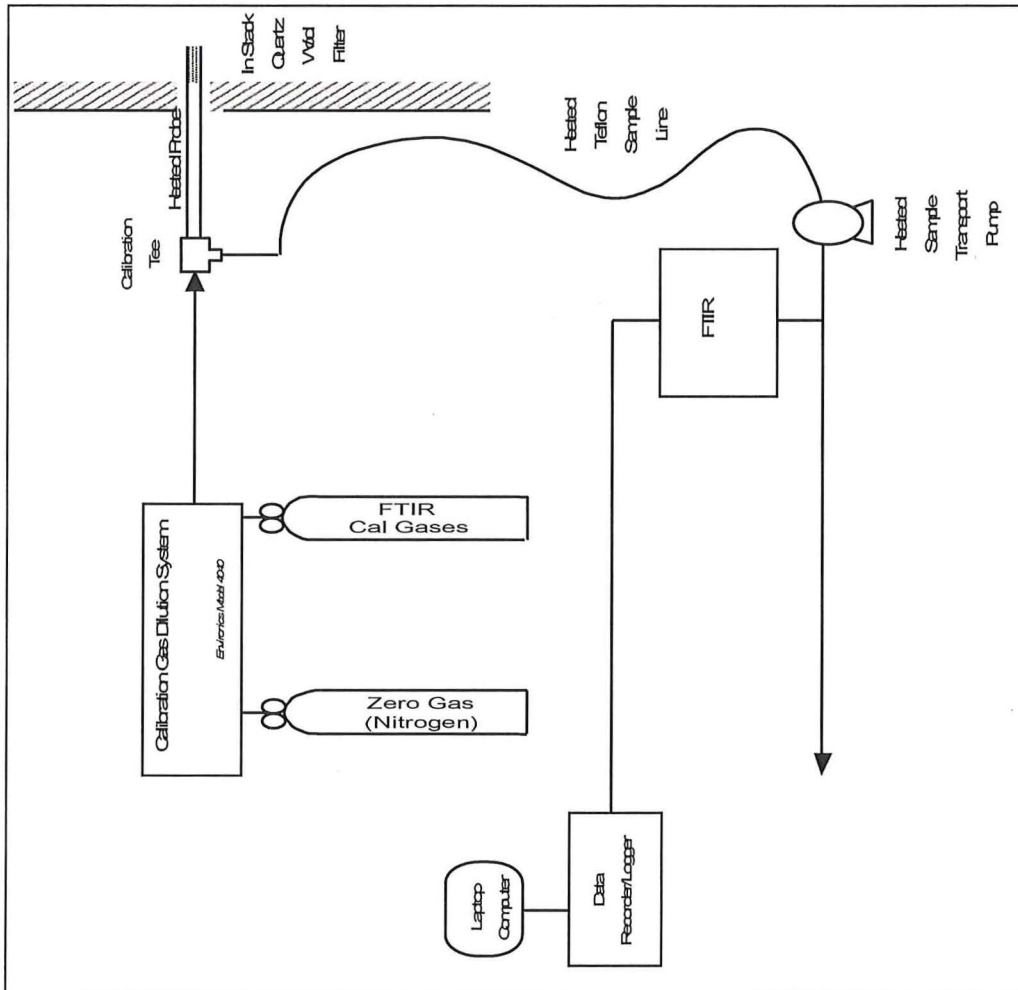 In Stack
Quartz
Wool
Filter
Heated Probe
Calibration
Tee
Heated
Teflon
Sample
Line
Heated
Sample
Transport
Pump
FTIR
Calibration Gas Dilution System
Environics Model 4040
FTIR
Cal Gases
Zero Gas
(Nitrogen)
Data
Recorder/Logger
Laptop
Computer